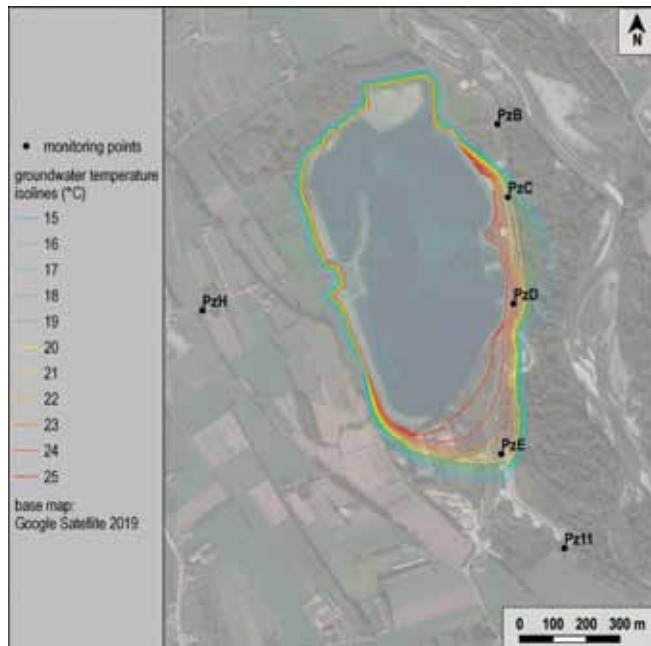 N
monitoring points
groundwater temperature
isolines (°C)
15
16
17
18
19
20
21
22
23
24
25
base map:
Google Satellite 2019
PzB
PzC
PzD
PzH
PzE
Pz11
0 100 200 300 m